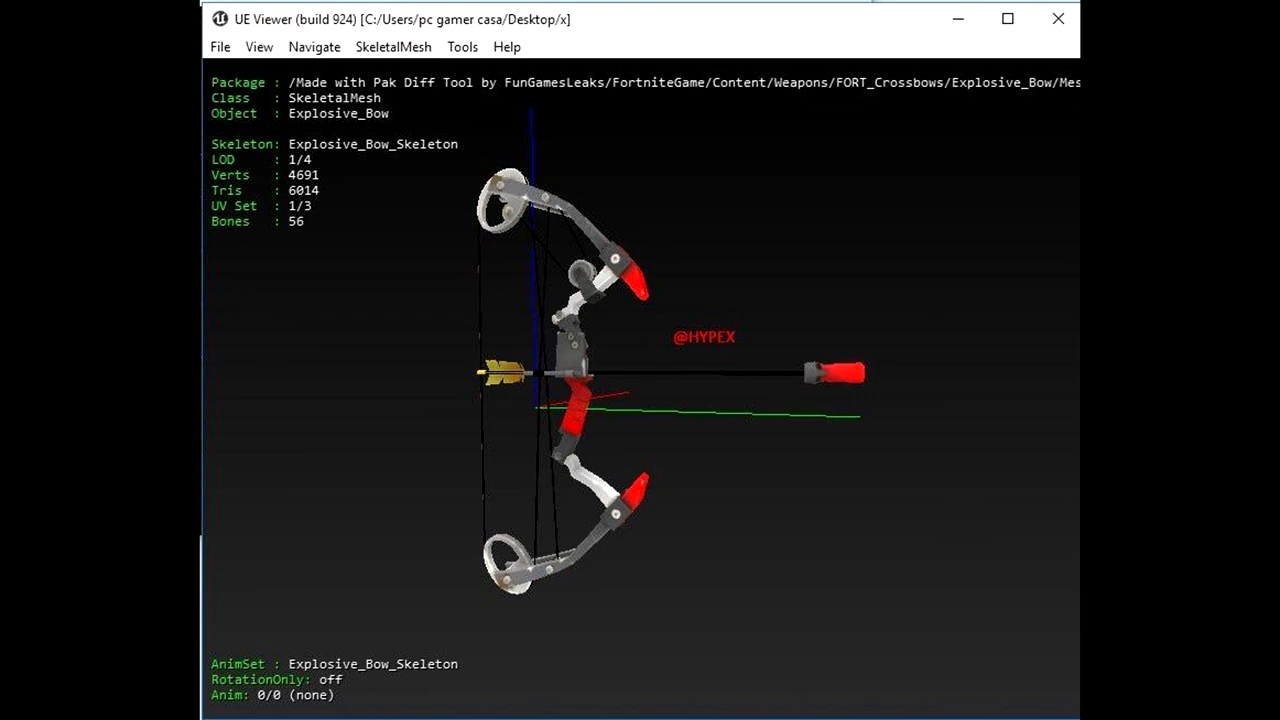 UE Viewer (build 924) [C:/Users/pc gamer casa/Desktop/x]
File View Navigate SkeletalMesh Tools Help
Package : /Made with Pak Diff Tool by FunGamesLeaks/FortniteGame/Content/Weapons/FORT_Crossbows/Explosive_Bow/Mes
Class : SkeletalMesh
Object : Explosive_Bow
Skeleton: Explosive_Bow_Skeleton
LOD : 1/4
Verts : 4691
Tris : 6014
UV Set : 1/3
Bones : 56
@HYPEX
AnimSet : Explosive_Bow_Skeleton
RotationOnly: off
Anim: 0/0 (none)